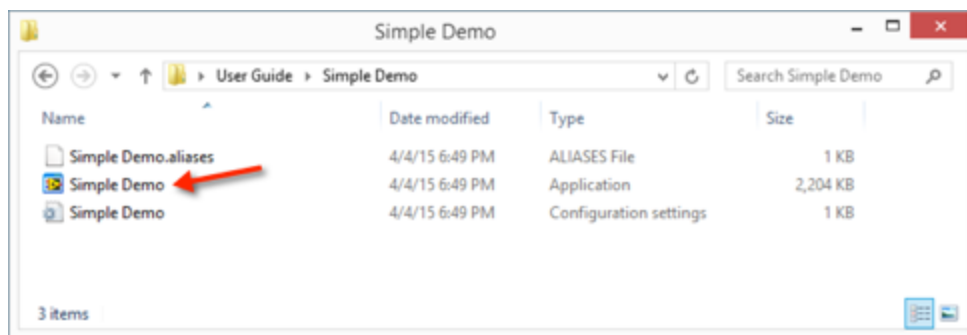 Simple Demo
User Guide Simple Demo Search Simple Demo
Name Date modified Type Size
Simple Demo.aliases 4/4/15 6:49 PM ALIASES File 1 KB
Simple Demo 4/4/15 6:49 PM Application 2,204 KB
Simple Demo 4/4/15 6:49 PM Configuration settings 1 KB
3 items